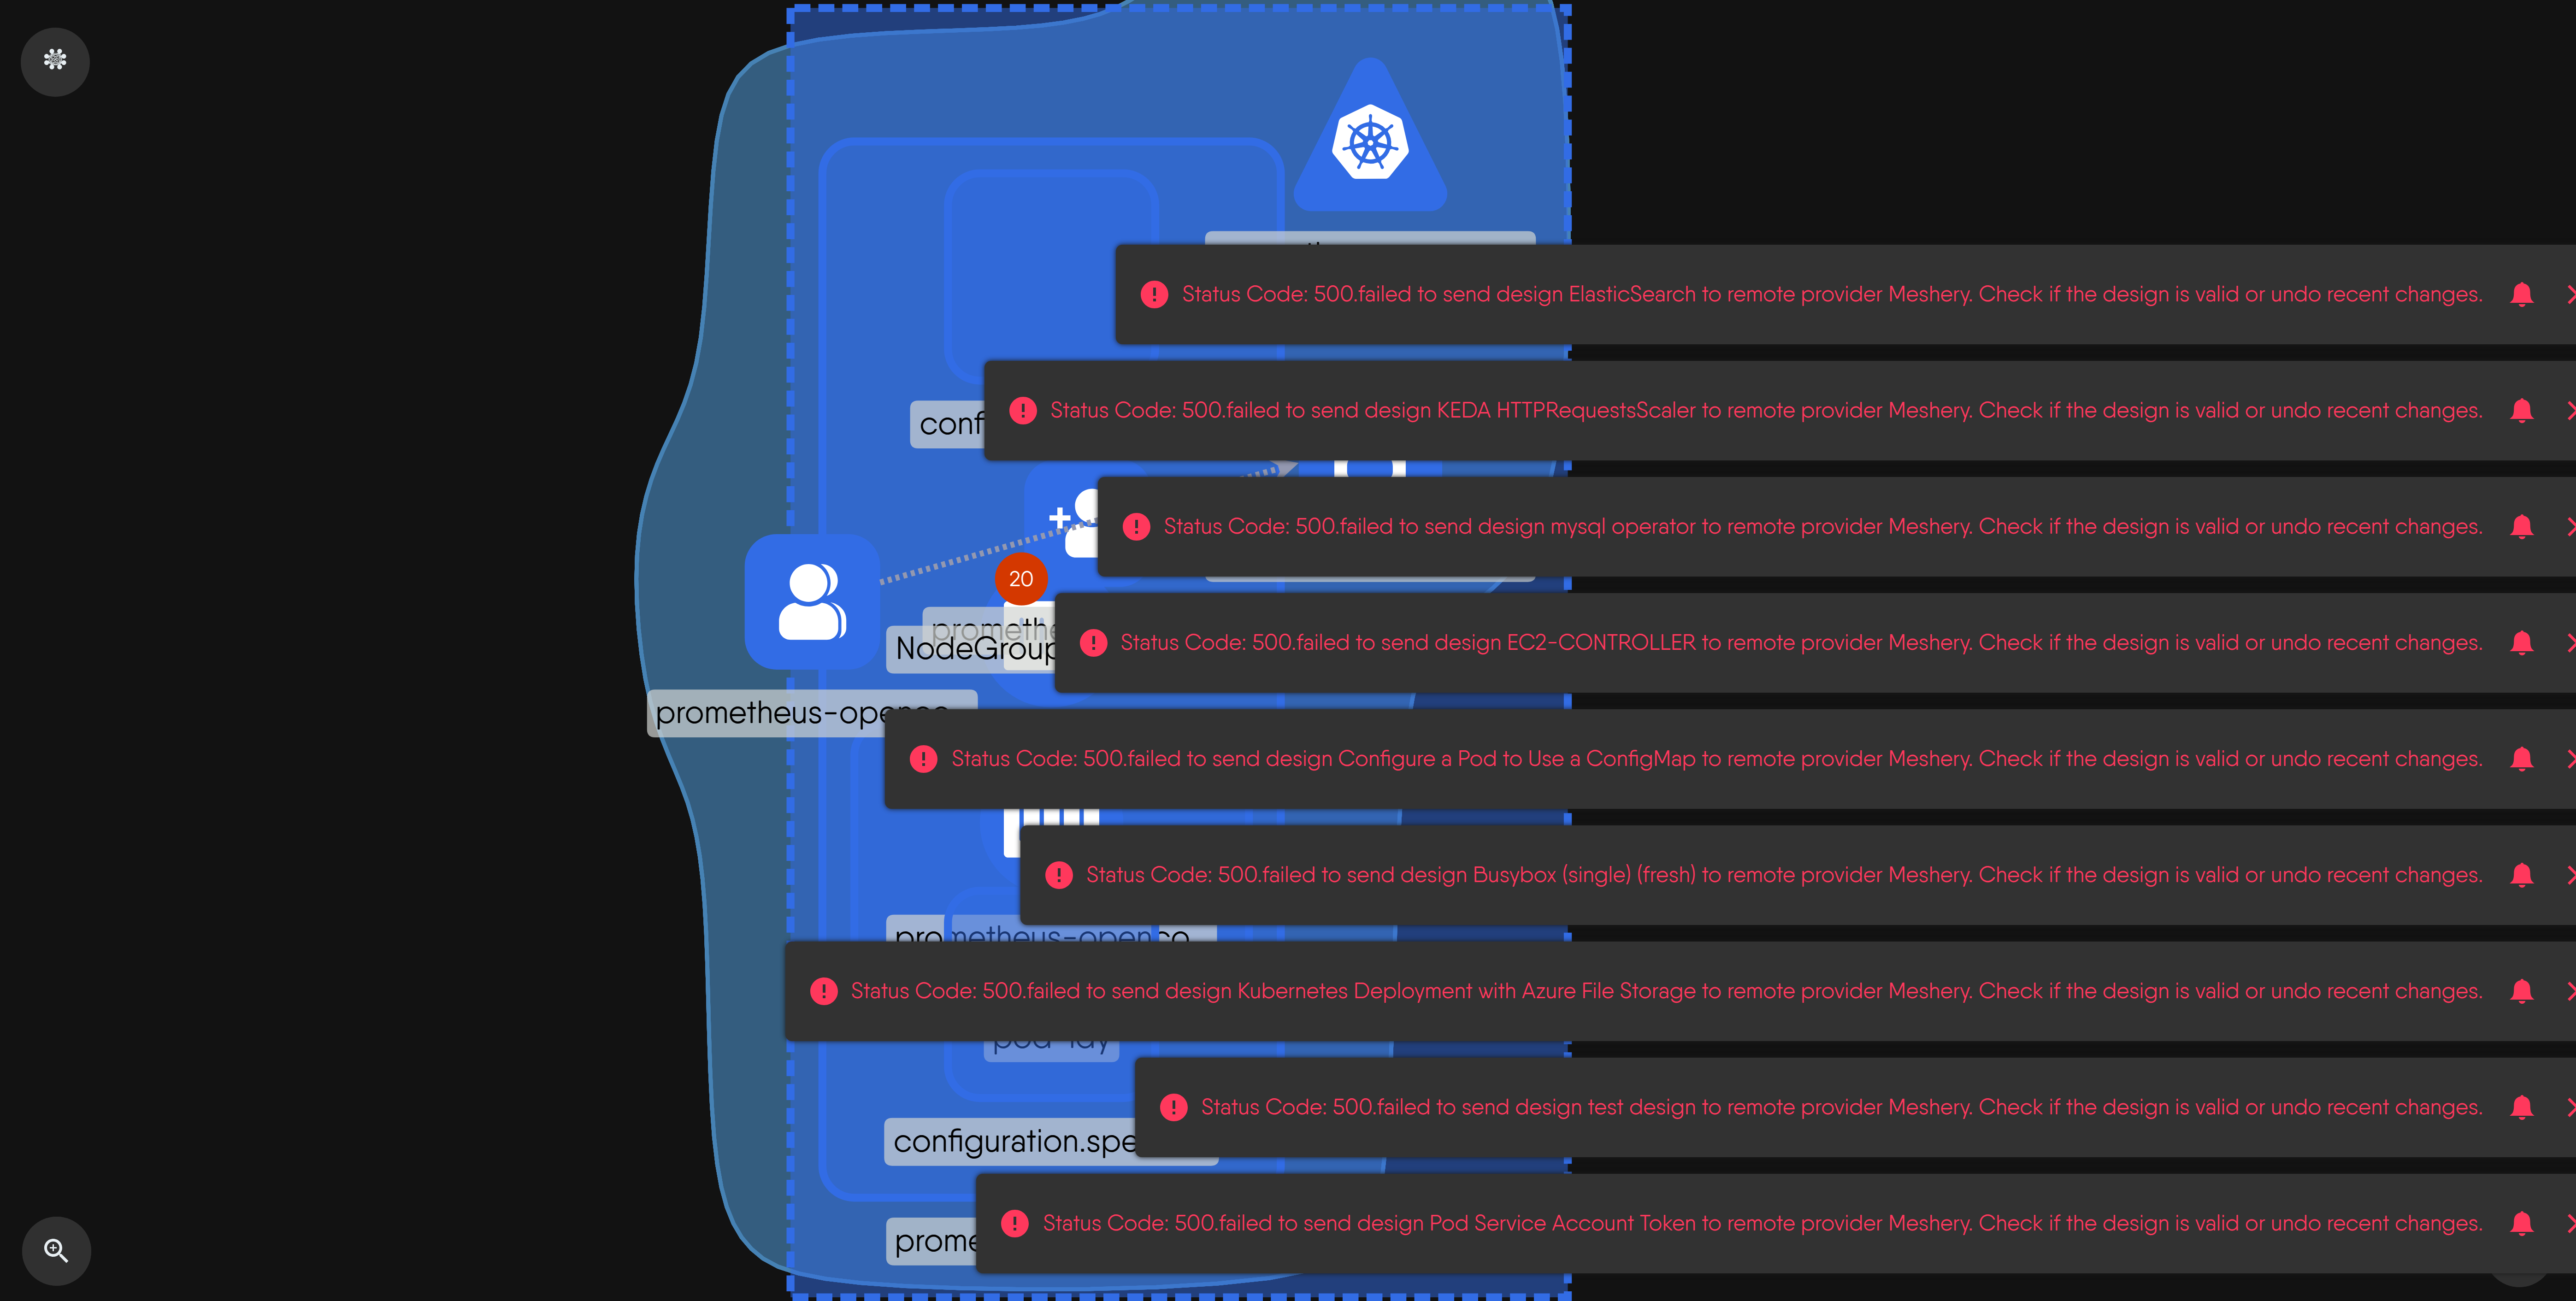 Status Code: 500.failed to send design ElasticSearch to remote provider Meshery. Check if the design is valid or undo recent changes.
conf
Status Code: 500.failed to send design KEDA HTTPRequestsScaler to remote provider Meshery. Check if the design is valid or undo recent changes.
Status Code: 500.failed to send design mysql operator to remote provider Meshery. Check if the design is valid or undo recent changes.
20
prometh
NodeGroup
Status Code: 500.failed to send design EC2-CONTROLLER to remote provider Meshery. Check if the design is valid or undo recent changes.
prometheus-openco
Status Code: 500.failed to send design Configure a Pod to Use a ConfigMap to remote provider Meshery. Check if the design is valid or undo recent changes.
Status Code: 500.failed to send design Busybox (single) (fresh) to remote provider Meshery. Check if the design is valid or undo recent changes.
prometheus-openco
Status Code: 500.failed to send design Kubernetes Deployment with Azure File Storage to remote provider Meshery. Check if the design is valid or undo recent changes.
Status Code: 500.failed to send design test design to remote provider Meshery. Check if the design is valid or undo recent changes.
configuration.spe
Status Code: 500.failed to send design Pod Service Account Token to remote provider Meshery. Check if the design is valid or undo recent changes.
prome